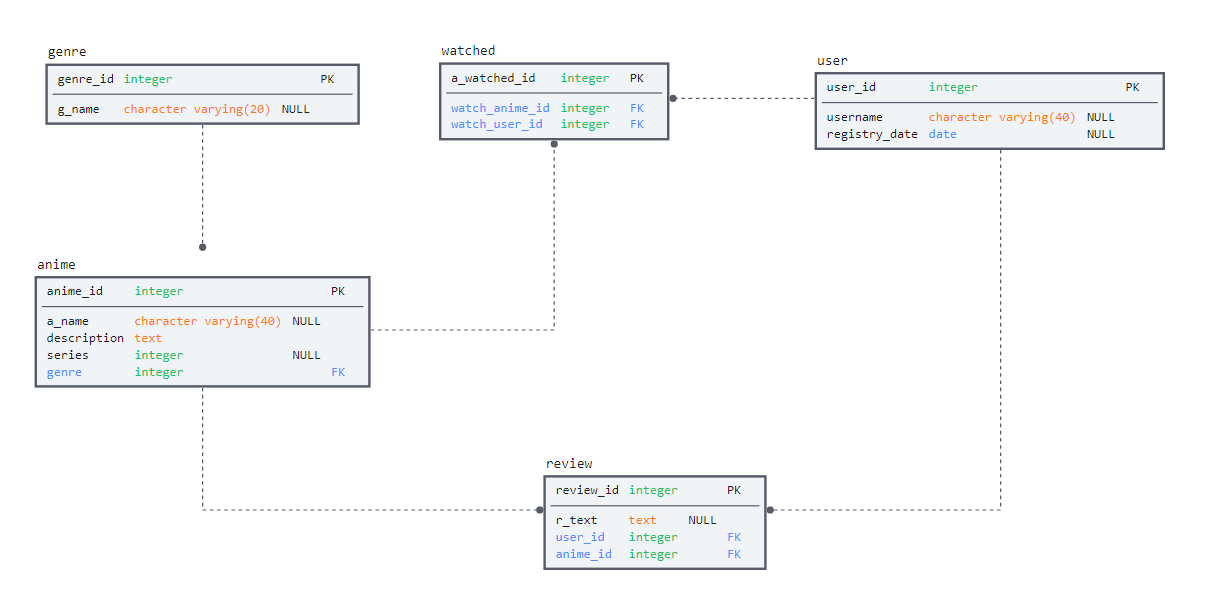 genre
genre_id integer PK
g_name character varying(20) NULL
watched
a_watched_id integer PK
watch_anime_id integer FK
watch_user_id integer FK
user
user_id integer PK
username character varying(40) NULL
registry_date date NULL
anime
anime_id integer PK
a_name character varying(40) NULL
description text
series integer NULL
genre integer FK
review
review_id integer PK
r_text text NULL
user_id integer FK
anime_id integer FK